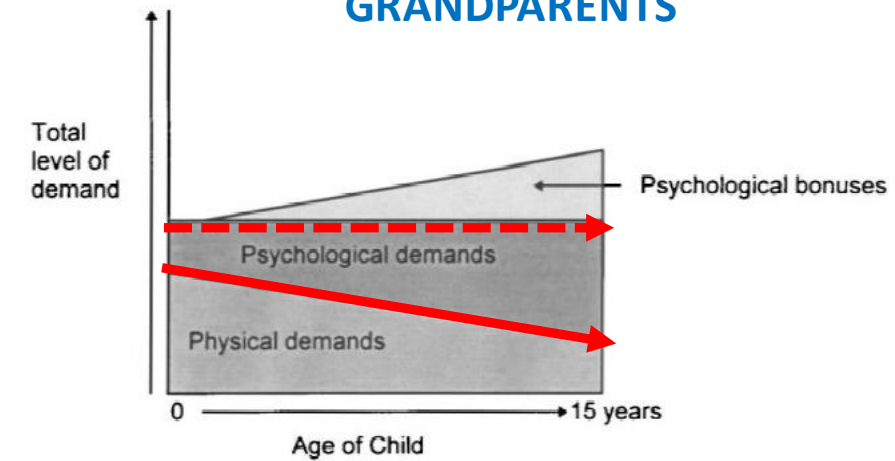 GRANDPARENTS
Total
level of
demand
Psychological bonuses
Psychological demands
Physical demands
0
15 years
Age of Child